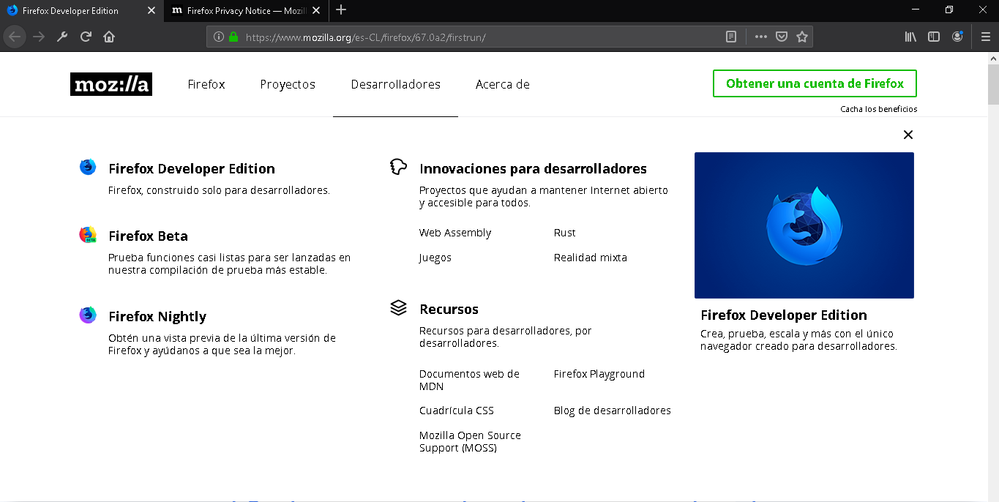 Firefox Developer Edition
Firefox Privacy Notice — Mozil
https://www.mozilla.org/es-CL/firefox/67.0a2/firstrun/
moz://a
Firefox
Proyectos
Desarrolladores
Acerca de
Obtener una cuenta de Firefox
Cacha los beneficios
Firefox Developer Edition
Firefox, construido solo para desarrolladores.
Firefox Beta
Prueba funciones casi listas para ser lanzadas en
nuestra compilación de prueba más estable.
Firefox Nightly
Obtén una vista previa de la última versión de
Firefox y ayúdanos a que sea la mejor.
Innovaciones para desarrolladores
Proyectos que ayudan a mantener Internet abierto
y accesible para todos.
Web Assembly
Rust
Juegos
Realidad mixta
Recursos
Recursos para desarrolladores, por
desarrolladores.
Documentos web de
MDN
Firefox Playground
Cuadrícula CSS
Blog de desarrolladores
Mozilla Open Source
Support (MOSS)
Firefox Developer Edition
Crea, prueba, escala y más con el único
navegador creado para desarrolladores.